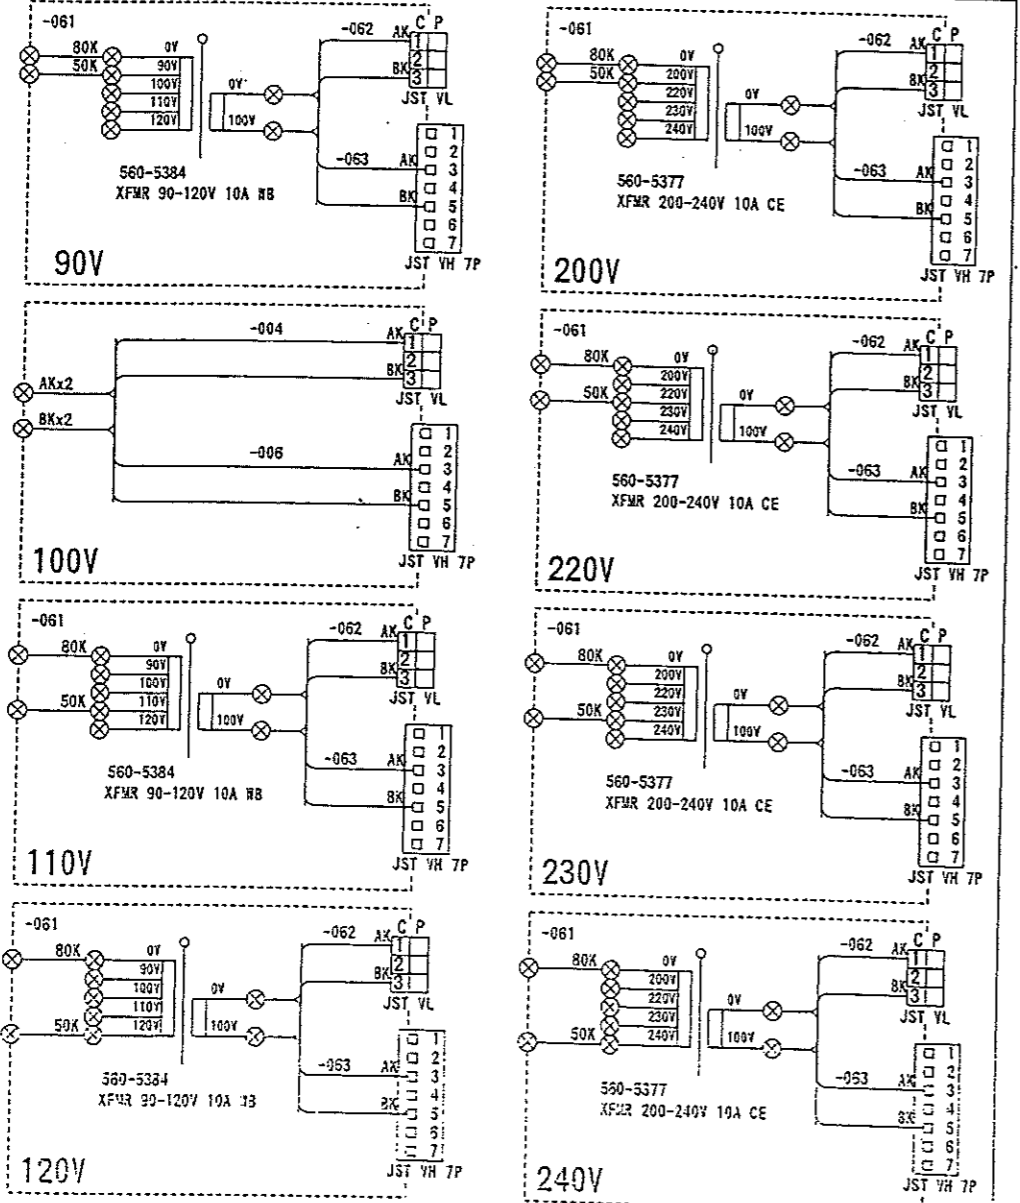 -061
-062
C P
AK
1
80K
0V
2
50K
90V
BK
3
100V
0V
JST VL
110V
100V
120V
1
2
-063
AK
3
560-5384
4
XFMR 90-120V 10A WB
BK
5
6
7
90V
JST VH 7P
-004
C P
AK
1
2
BK
3
AKx2
JST VL
BKx2
1
2
-006
AK
3
4
BK
5
6
7
100V
JST VH 7P
-061
-062
C P
AK
1
80K
0V
2
90V
BK
3
100V
0V
JST VL
50K
110V
100V
120V
1
2
-063
AK
3
560-5384
4
XFMR 90-120V 10A WB
BK
5
6
7
110V
JST VH 7P
-061
-062
C P
AK
1
80K
0V
2
90V
BK
3
100V
0V
JST VL
110V
50K
120V
100V
1
2
-063
AK
3
560-5384
4
XFMR 90-120V 10A WB
BK
5
6
7
120V
JST VH 7P
-061
-062
C P
AK
1
80K
0V
2
50K
200V
BK
3
220V
0V
JST VL
230V
100V
240V
1
2
-063
AK
3
560-5377
4
XFMR 200-240V 10A CE
BK
5
6
7
200V
JST VH 7P
-061
-062
C P
AK
1
80K
0V
2
200V
BK
3
50K
220V
0V
JST VL
230V
100V
240V
1
2
-063
AK
3
560-5377
4
XFMR 200-240V 10A CE
BK
5
6
7
220V
JST VH 7P
-061
-062
C P
AK
1
80K
0V
2
200V
BK
3
220V
0V
JST VL
50K
230V
100V
240V
1
2
-063
AK
3
560-5377
4
XFMR 200-240V 10A CE
BK
5
6
7
230V
JST VH 7P
-061
-062
C P
AK
1
80K
0V
2
200V
BK
3
220V
0V
JST VL
230V
50K
240V
100V
1
2
-063
AK
3
560-5377
4
XFMR 200-240V 10A CE
BK
5
6
7
240V
JST VH 7P